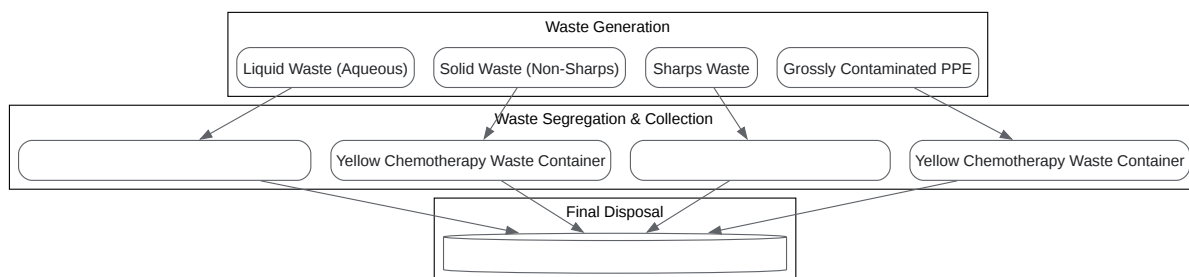 Waste Generation
Liquid Waste (Aqueous)
Solid Waste (Non-Sharps)
Sharps Waste
Grossly Contaminated PPE
Waste Segregation & Collection
Yellow Chemotherapy Waste Container
Yellow Chemotherapy Waste Container
Final Disposal